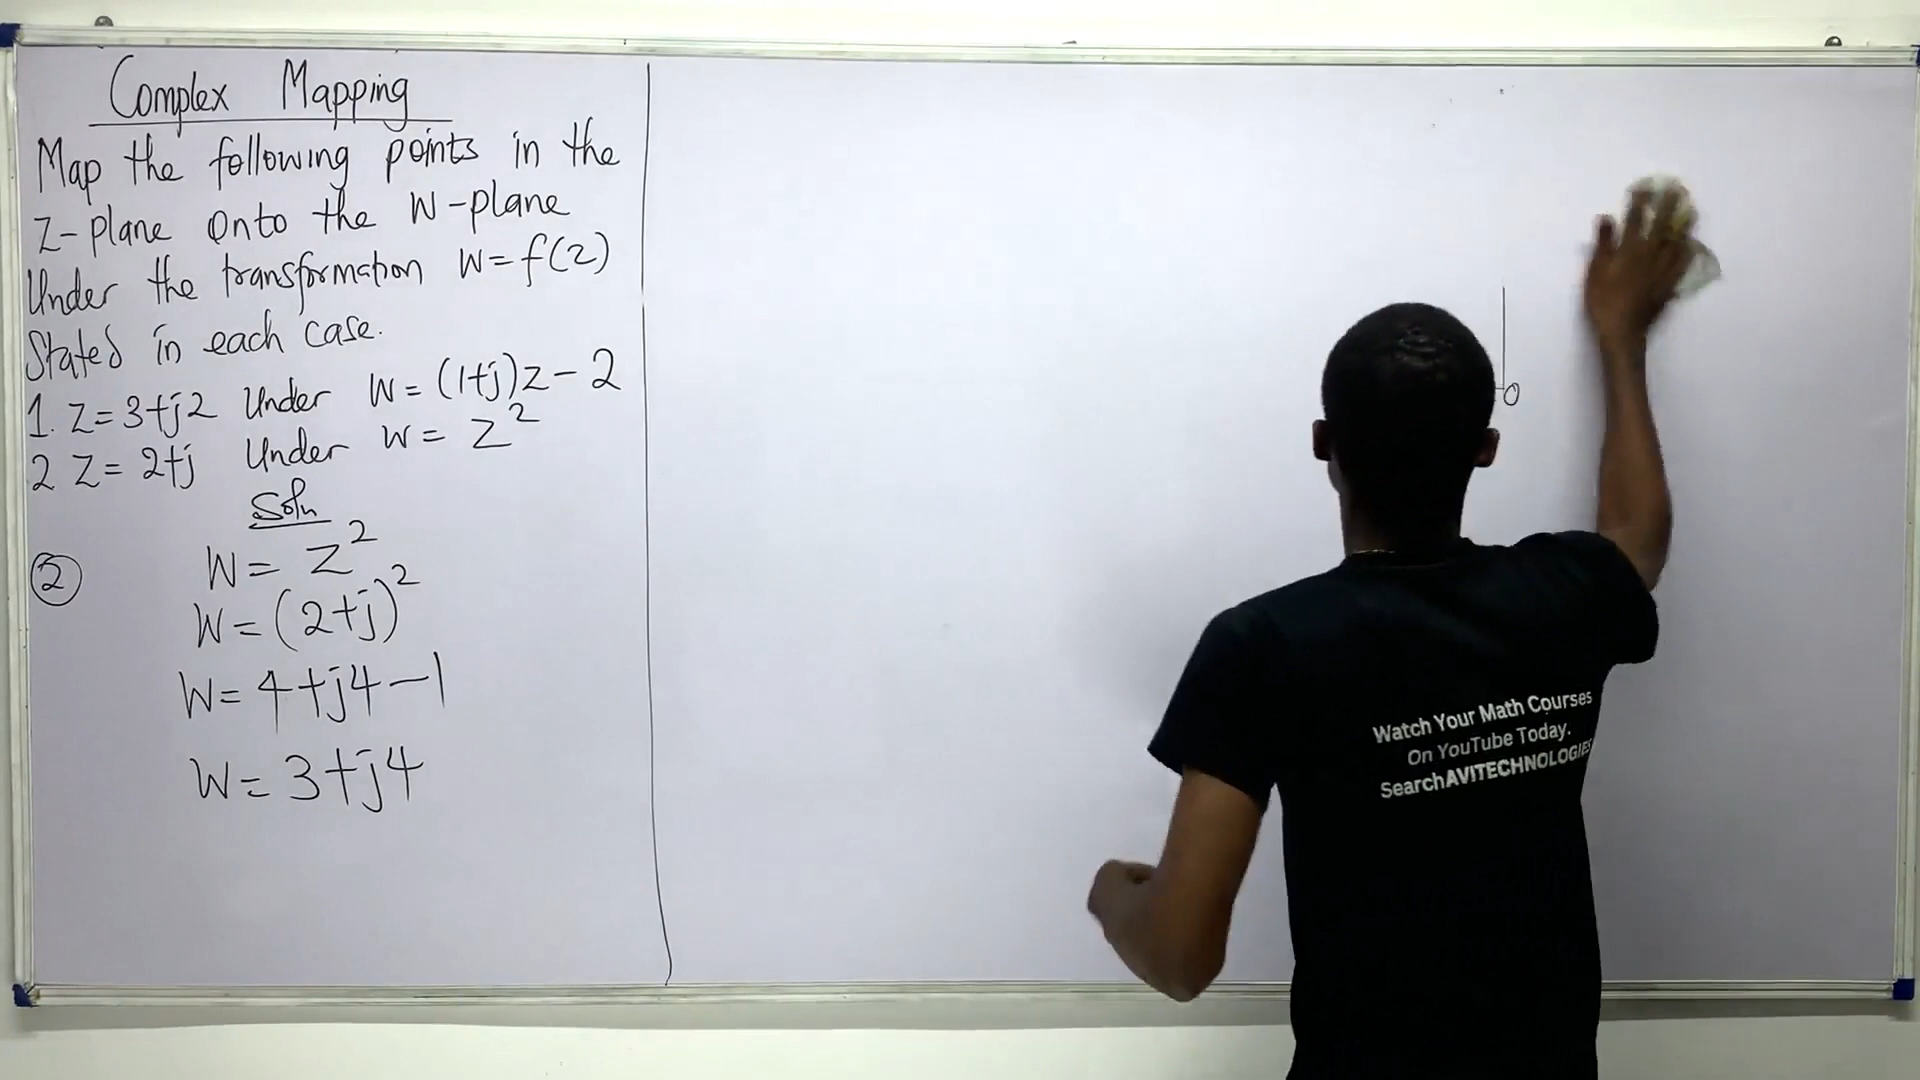 Complex Mapping
Map the following points in the
Z-plane onto the W-plane
Under the transformation W=f(z)
Stated in each case.
1. Z=3+j2 Under W=(1+j)z-2
2 Z=2+j Under W=z²
Soln
② W=z²
W=(2+j)²
W=4+j4-1
W=3+j4
0
Watch Your Math Courses
On YouTube Today.
SearchAVITECHNOLOGIES